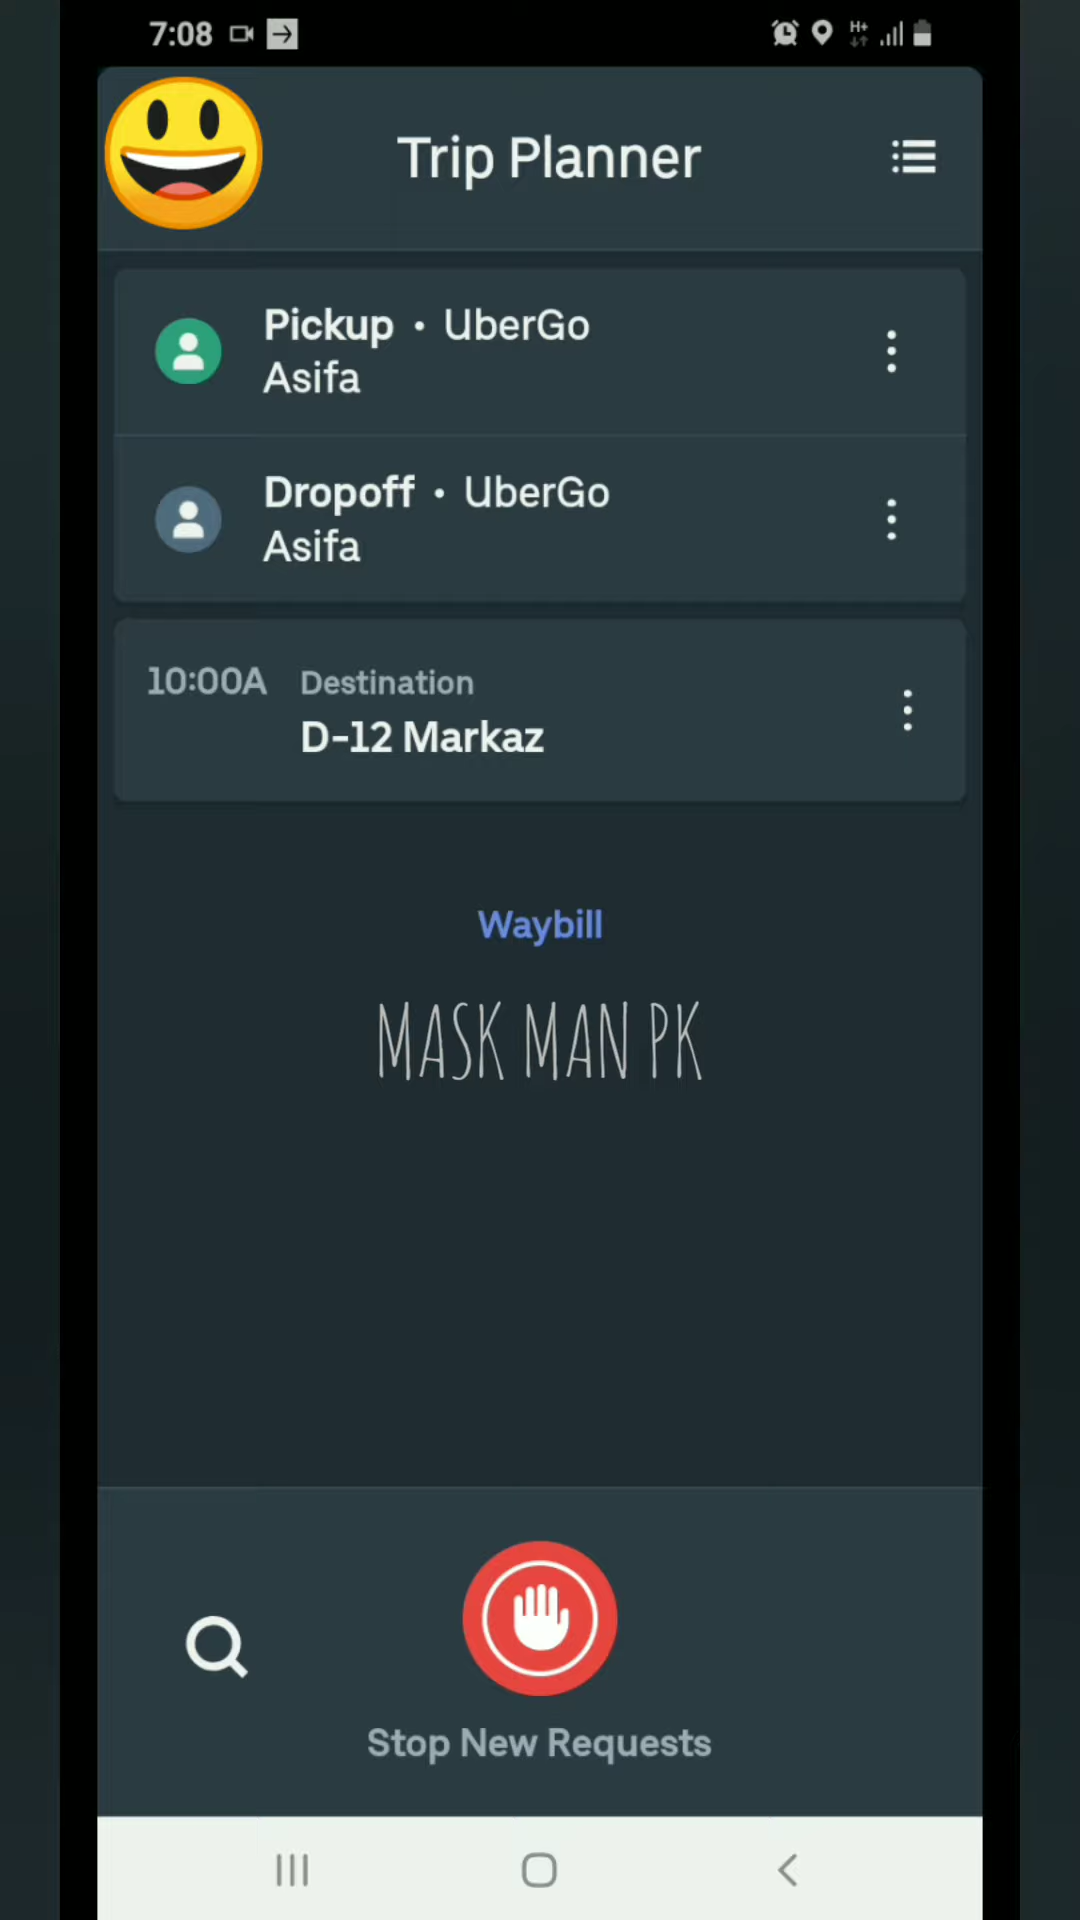 7:08
H+
Trip Planner
Pickup • UberGo
Asifa
Dropoff • UberGo
Asifa
10:00A Destination
D-12 Markaz
Waybill
MASK MAN PK
Stop New Requests